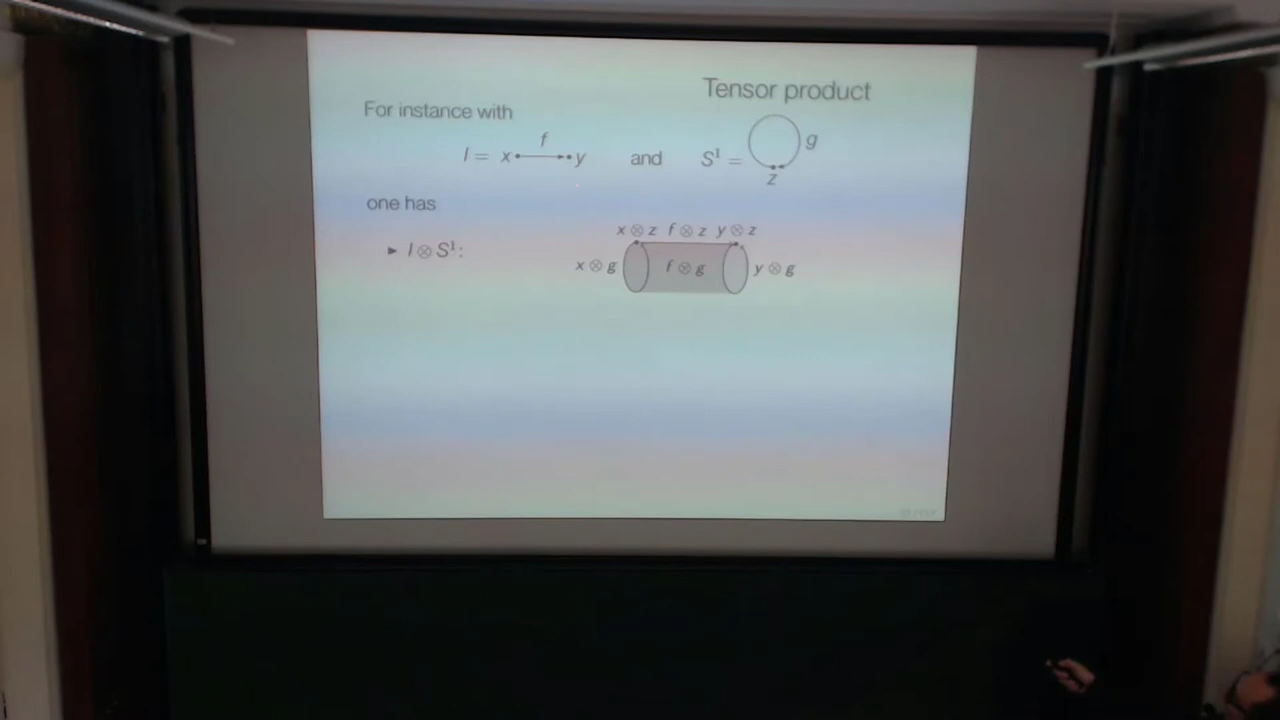 Tensor product
For instance with
I = x f y and S¹ = g z
one has
► I ⊗ S¹:
x ⊗ z f ⊗ z y ⊗ z
x ⊗ g f ⊗ g y ⊗ g